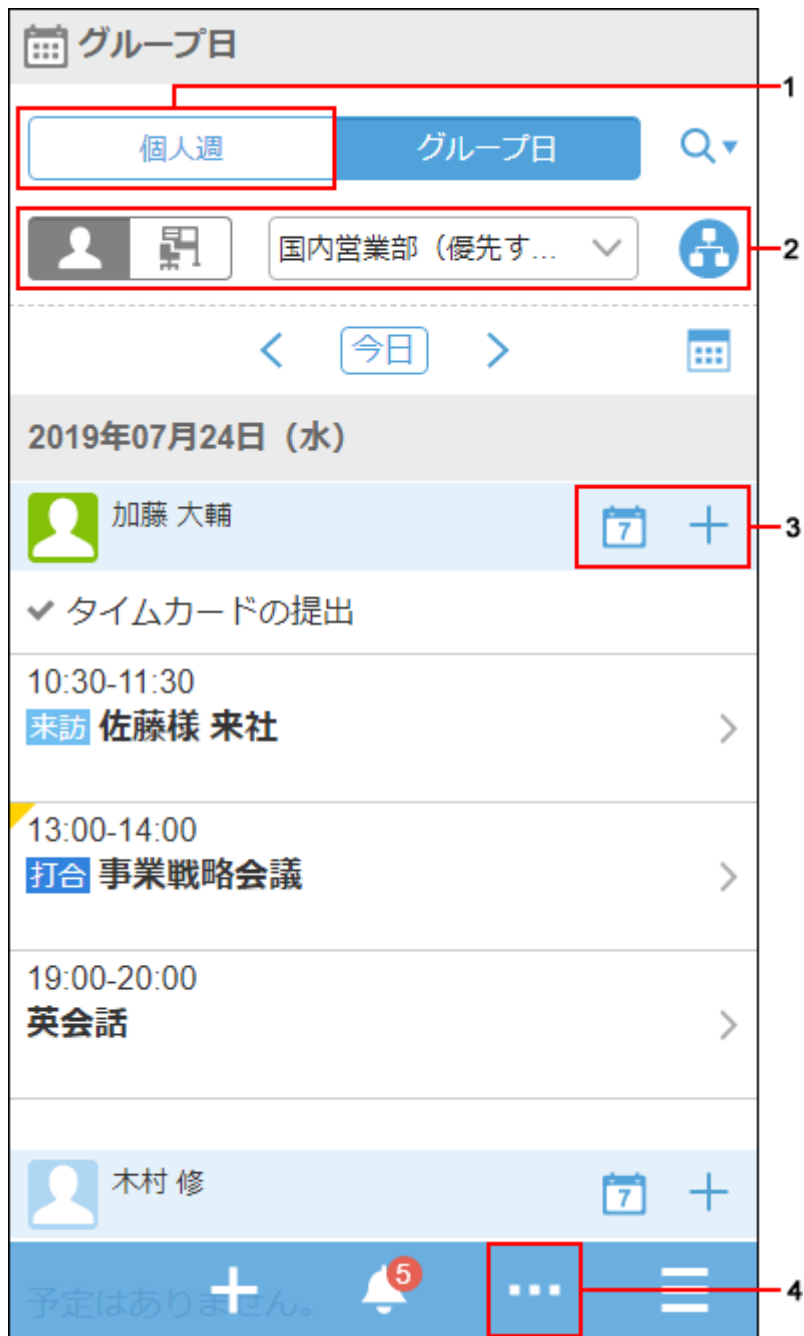 グループ日
1
個人週 グループ日
国内営業部（優先す...
2
今日
2019年07月24日（水）
加藤 大輔
7
3
タイムカードの提出
10:30-11:30
来訪 佐藤様 来社
13:00-14:00
打合 事業戦略会議
19:00-20:00
英会話
木村 修
7
5
予定はありません。
4